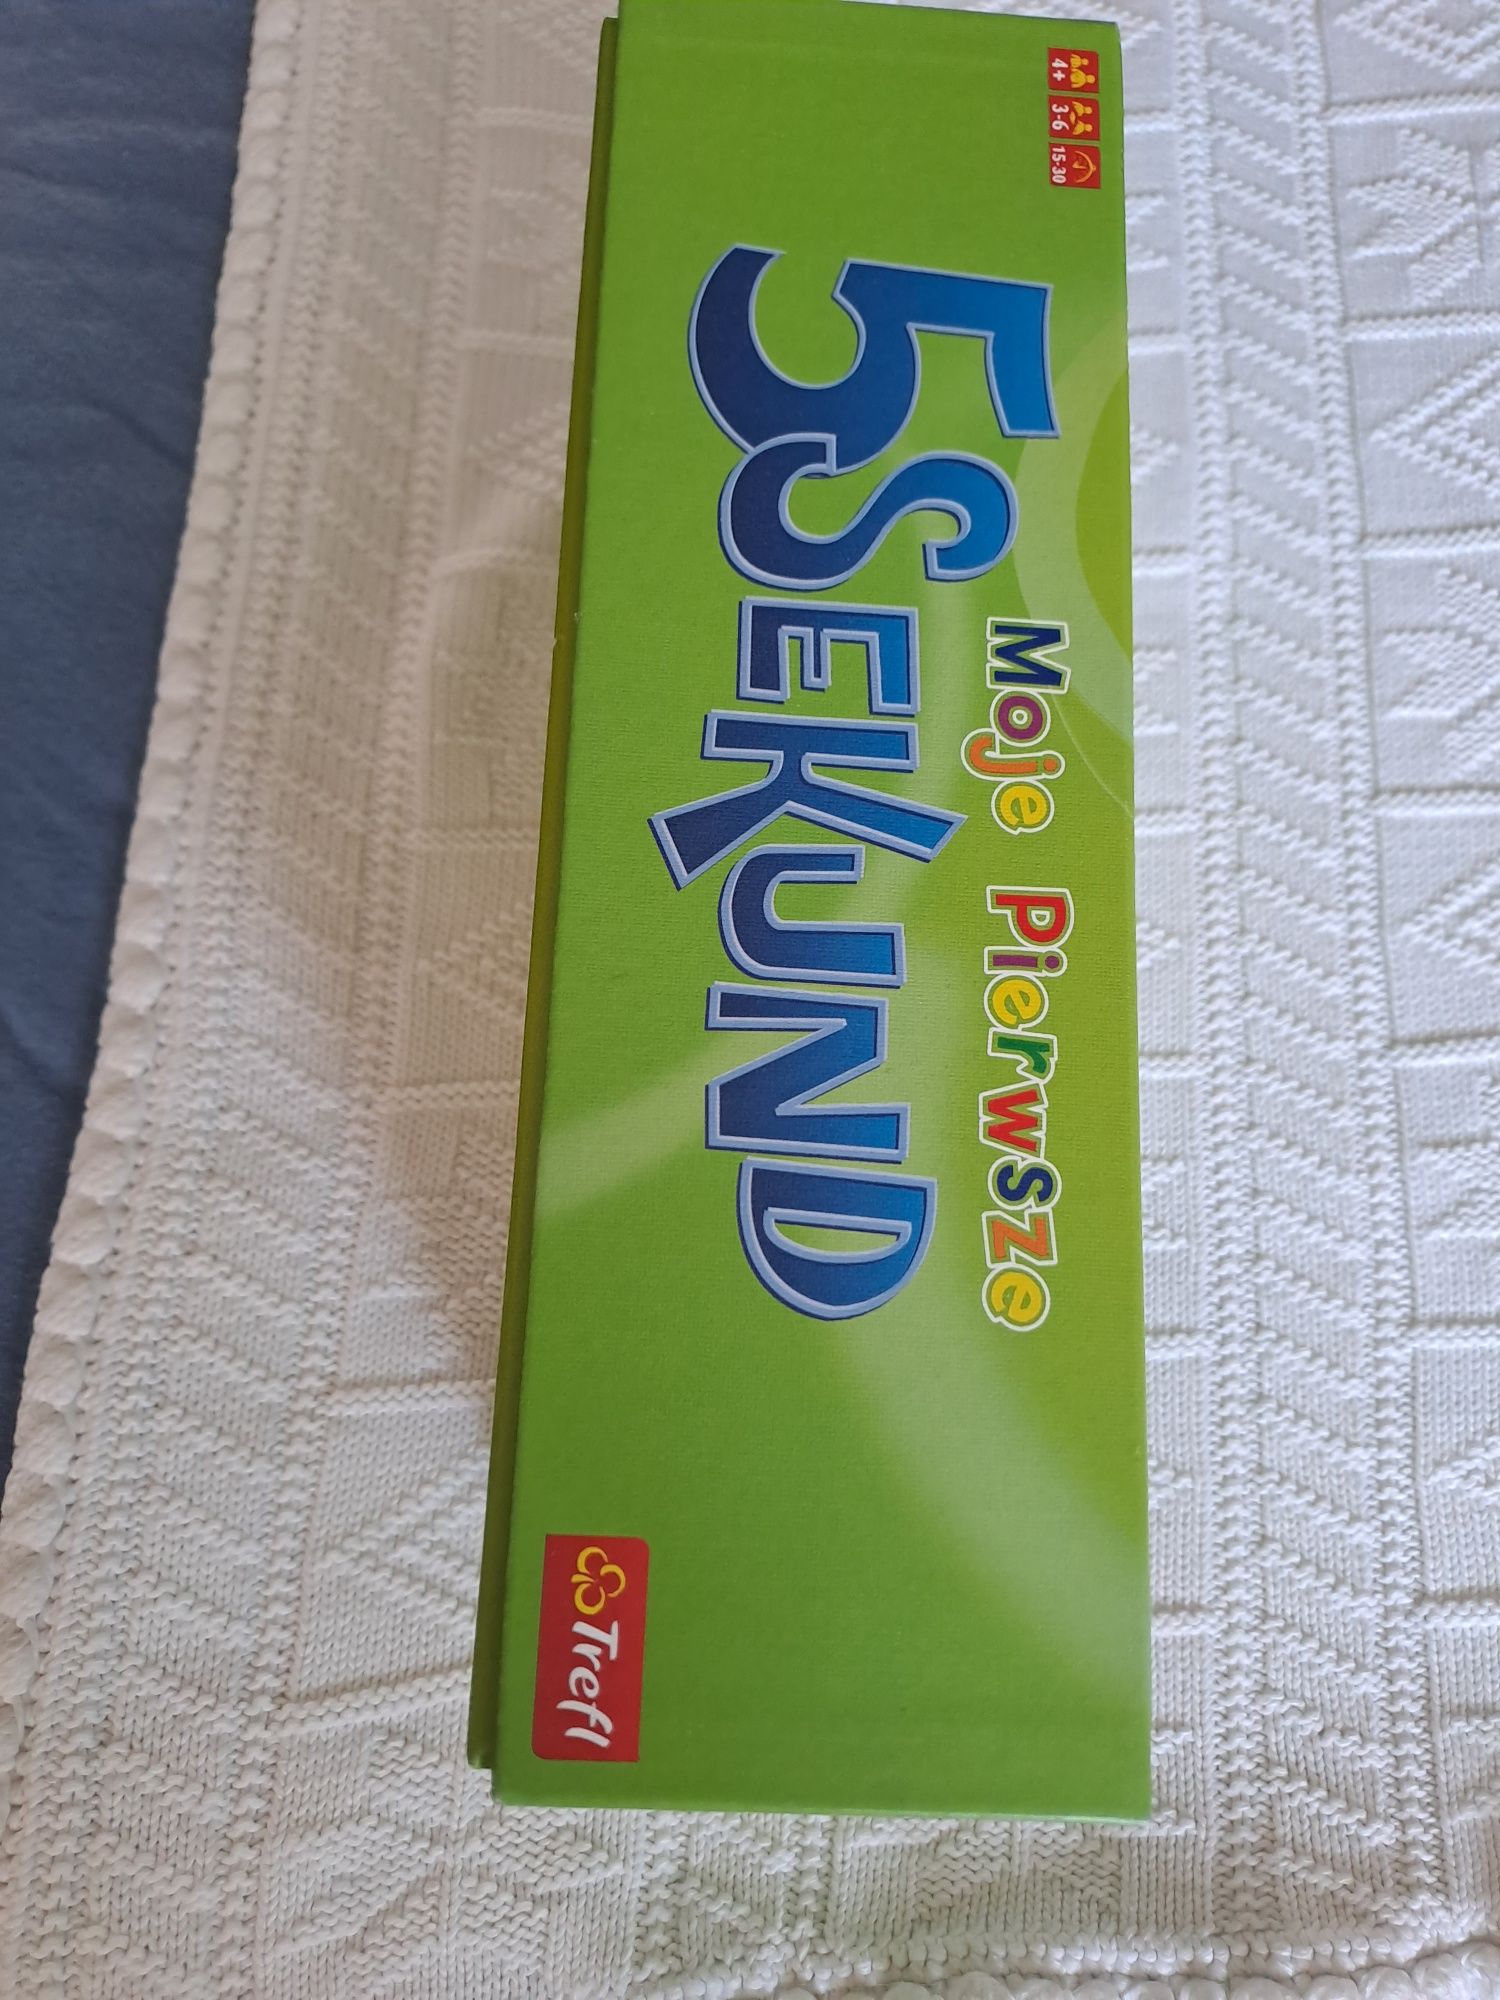 4+ 3-6 15-30
Moje Pierwsze
5 SEKUND
Trefl